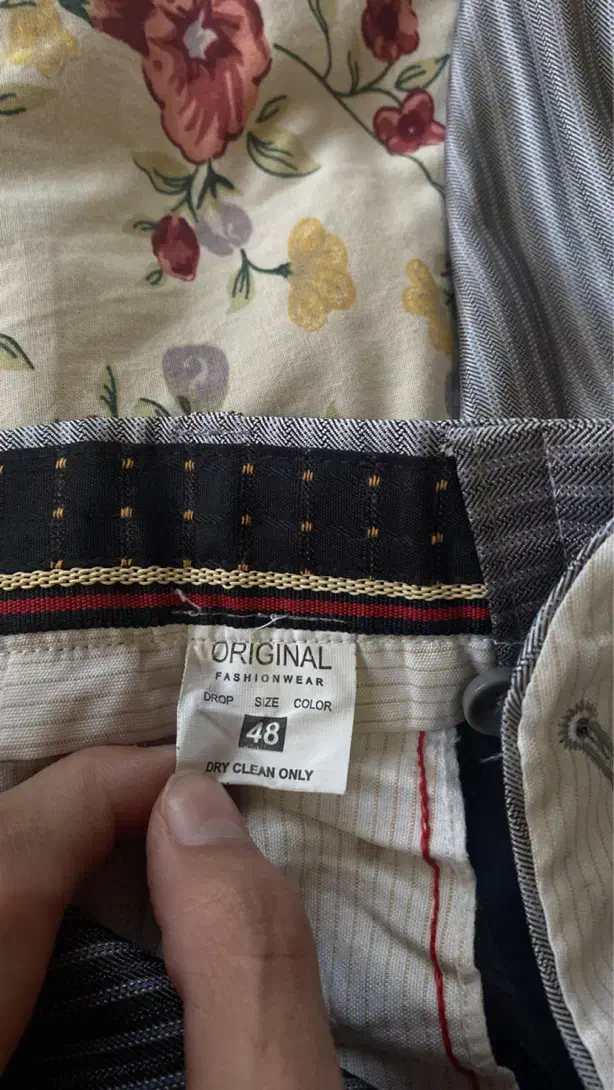 ORIGINAL
FASHIONWEAR
DROP SIZE COLOR
48
DRY CLEAN ONLY